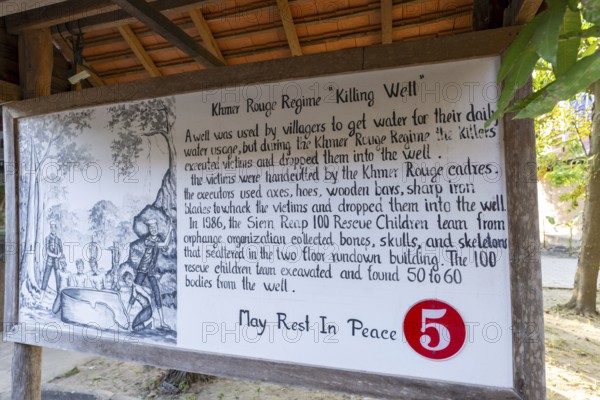 Khmer Rouge Regime "Killing Well"
A well was used by villagers to get water for their daily
water usage, but during the Khmer Rouge Regime the killers
executed victims and dropped them into the well.
the victims were handcuffed by the Khmer Rouge cadres.
the executors used axes, hoes, wooden bars, sharp iron
blades to whack the victims and dropped them into the well
In 1986, the Siem Reap 100 Rescue Children team from
orphange organization collected bones, skulls, and skeletons
that scattered in the two floor rundown building. The 100
rescue children team excavated and found 50 to 60
bodies from the well.
May Rest In Peace
5